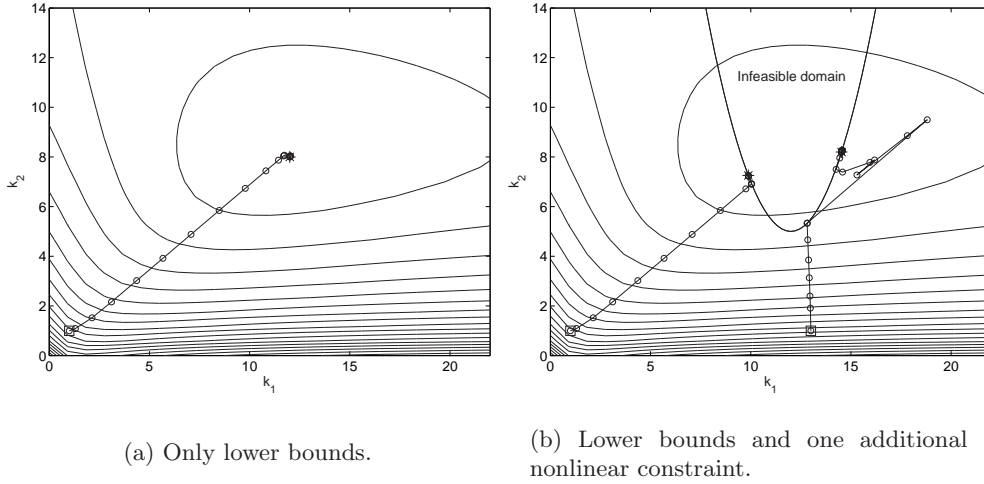 14
12
10
8
6
4
2
0
k2
0 5 10 15 20
k1
14
12
10
8
6
4
2
0
k2
Infeasible domain
0 5 10 15 20
k1
(a) Only lower bounds.
(b) Lower bounds and one additional
nonlinear constraint.